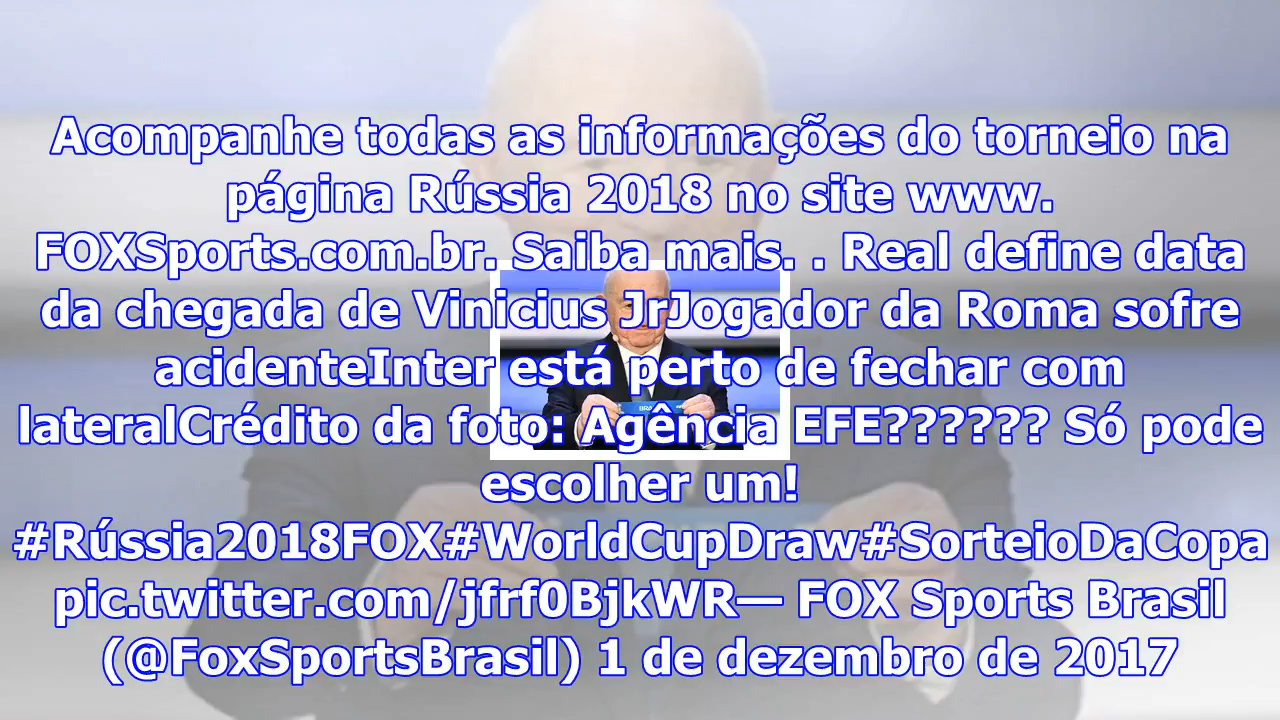 Acompanhe todas as informações do torneio na
página Rússia 2018 no site www.
FOXSports.com.br. Saiba mais. . Real define data
da chegada de Vinicius JrJogador da Roma sofre
acidenteInter está perto de fechar com
lateralCrédito da foto: Agência EFE?????? Só pode
escolher um!
#Rússia2018FOX#WorldCupDraw#SorteioDaCopa
pic.twitter.com/jfrf0BjkWR— FOX Sports Brasil
(@FoxSportsBrasil) 1 de dezembro de 2017